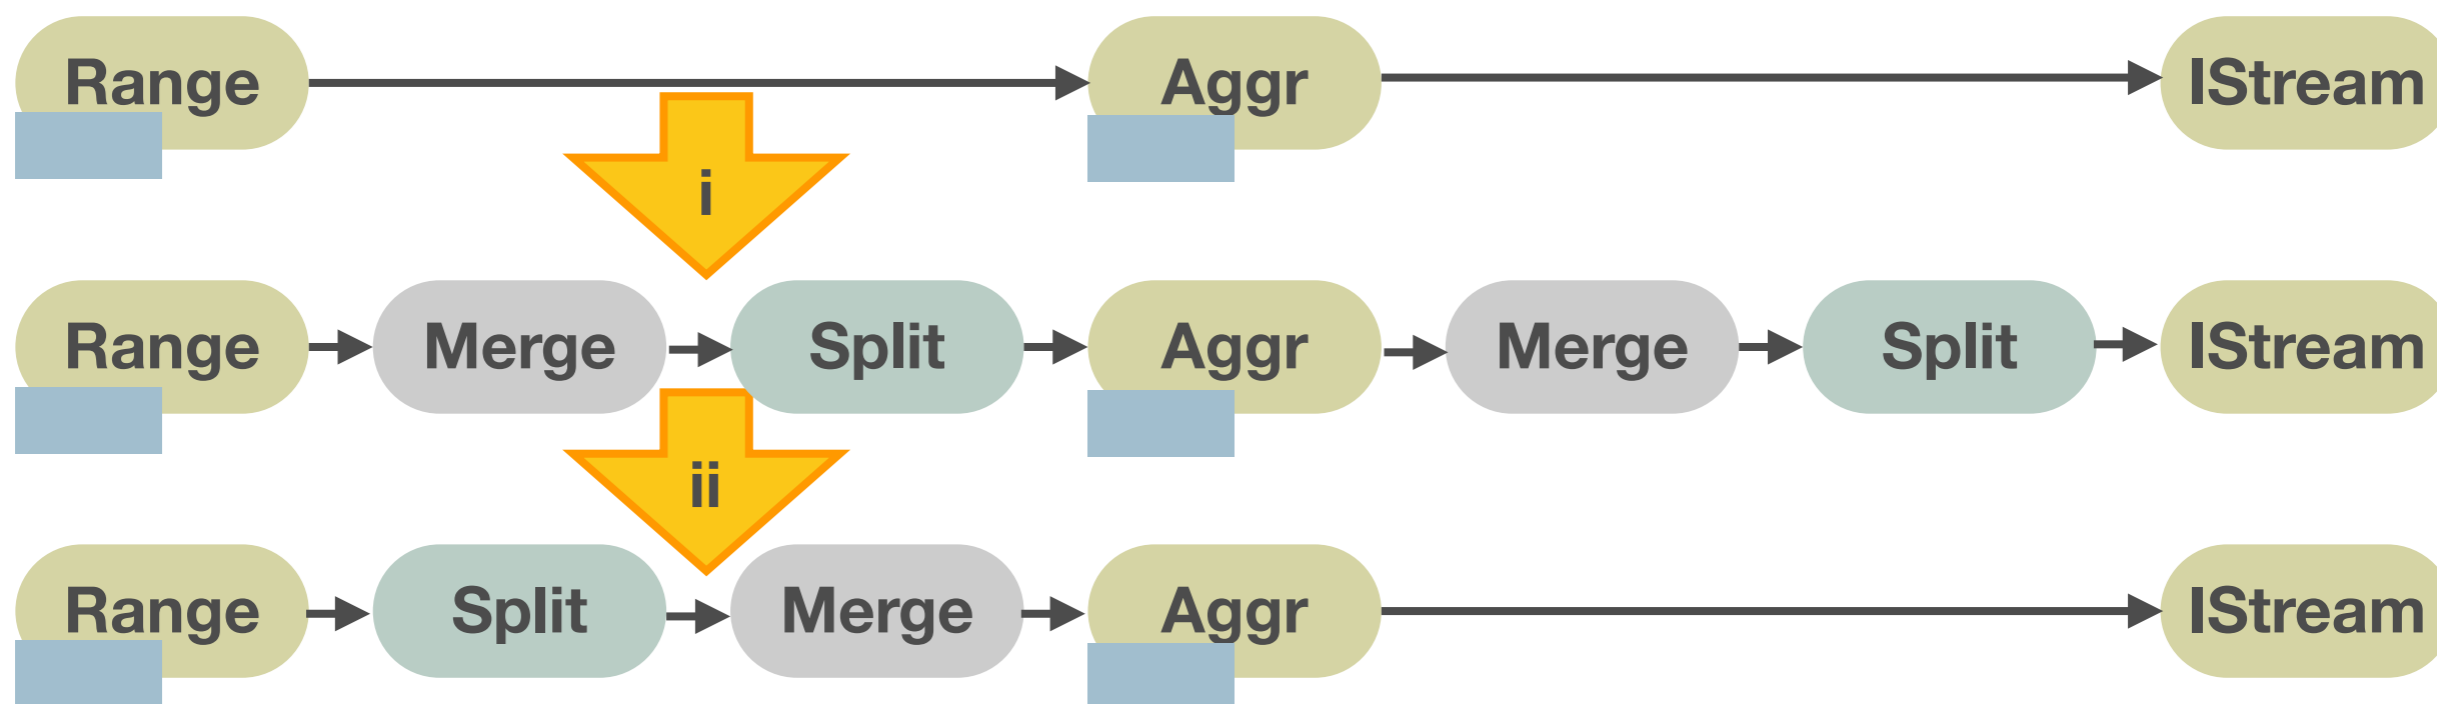 Range Aggr IStream
i
Range Merge Split Aggr Merge Split IStream
ii
Range Split Merge Aggr IStream